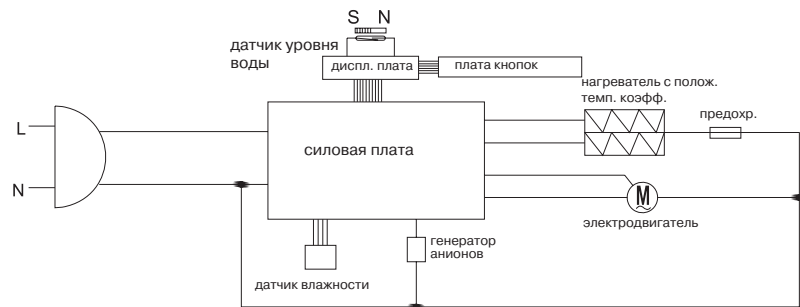 S N
датчик уровня
воды
диспл. плата
плата кнопок
нагреватель с полож.
темп. коэфф.
предохр.
L
силовая плата
N
M
электродвигатель
генератор
анионов
датчик влажности